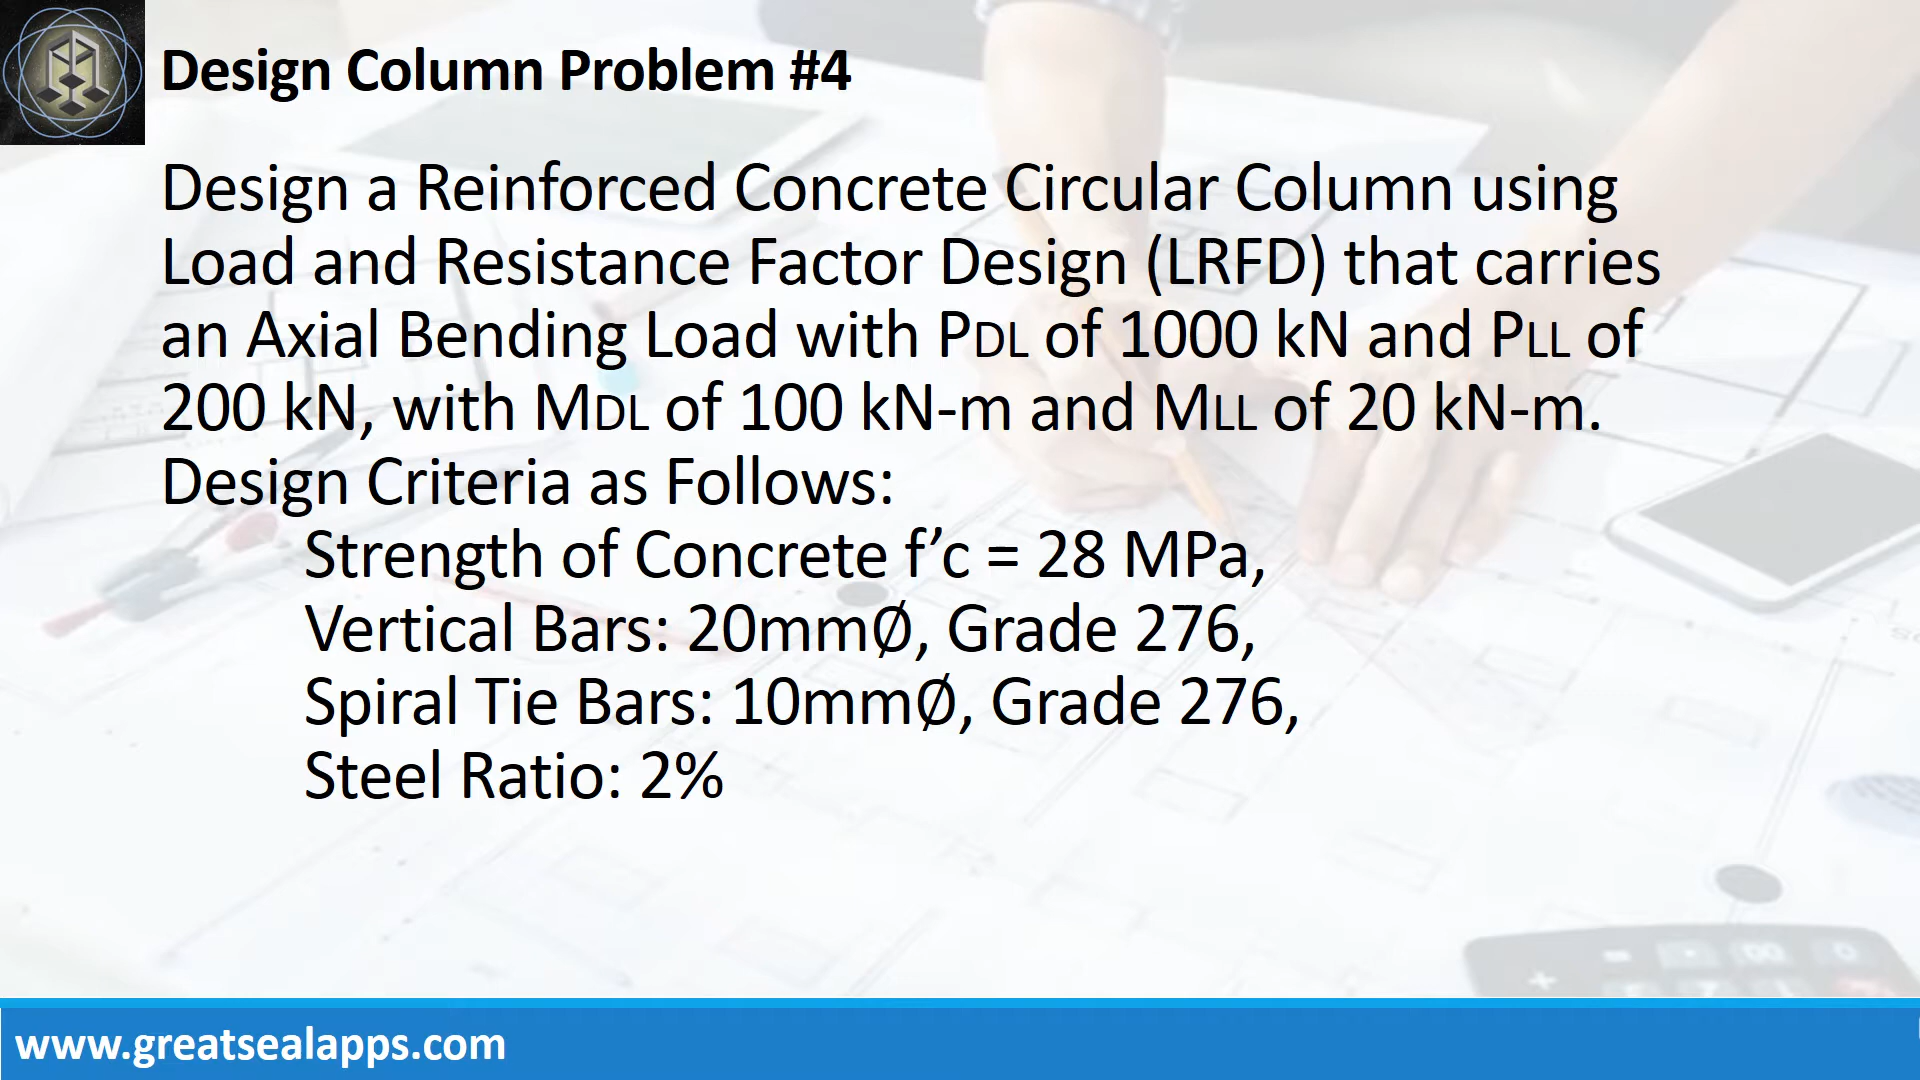 Design Column Problem #4
Design a Reinforced Concrete Circular Column using
Load and Resistance Factor Design (LRFD) that carries
an Axial Bending Load with PDL of 1000 kN and PLL of
200 kN, with MDL of 100 kN-m and MLL of 20 kN-m.
Design Criteria as Follows:
Strength of Concrete f’c = 28 MPa,
Vertical Bars: 20mmØ, Grade 276,
Spiral Tie Bars: 10mmØ, Grade 276,
Steel Ratio: 2%
www.greatsealapps.com